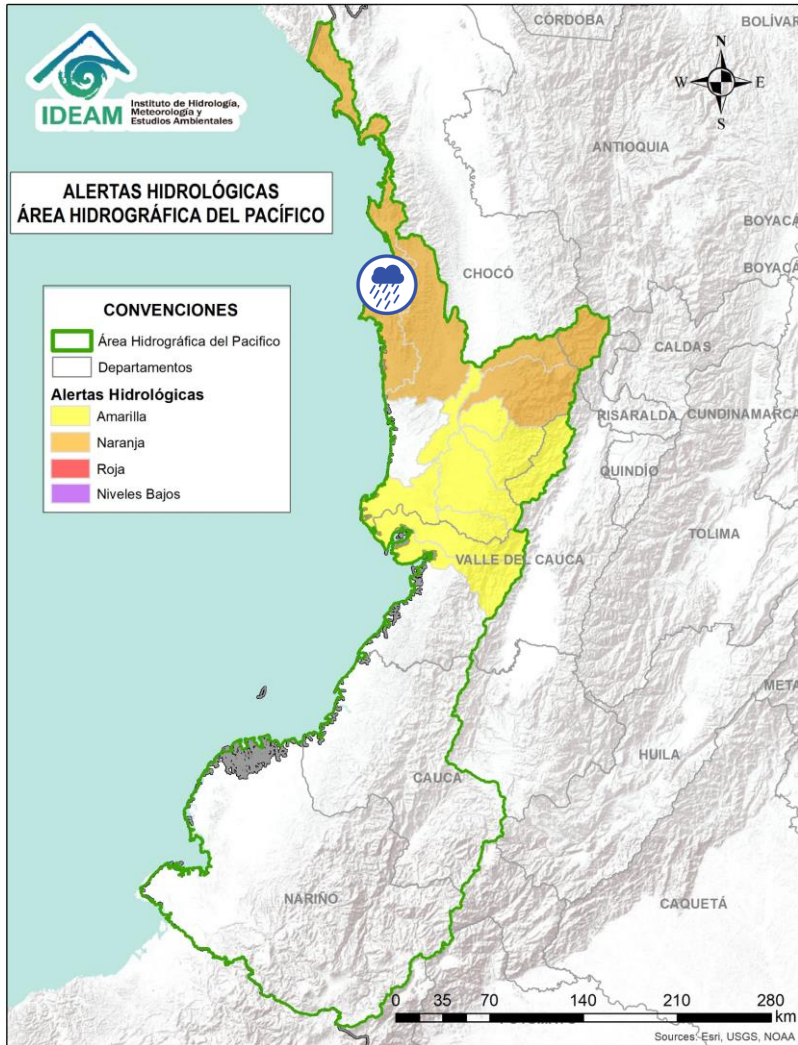 CÓRDOBA
BOLÍVAR
IDEAM
Instituto de Hidrología,
Meteorología y
Estudios Ambientales
N
W
E
S
ANTIOQUIA
ALERTAS HIDROLÓGICAS
ÁREA HIDROGRÁFICA DEL PACÍFICO
BOYACÁ
BOYACÁ
CHOCÓ
CONVENCIONES
Área Hidrográfica del Pacifico
Departamentos
Alertas Hidrológicas
Amarilla
Naranja
Roja
Niveles Bajos
CALDAS
RISARALDA
CUNDINAMARCA
QUINDÍO
TOLIMA
VALLE DEL CAUCA
META
HUILA
CAUCA
NARIÑO
CAQUETÁ
0 35 70 140 210 280
km
Sources: Esri, USGS, NOAA